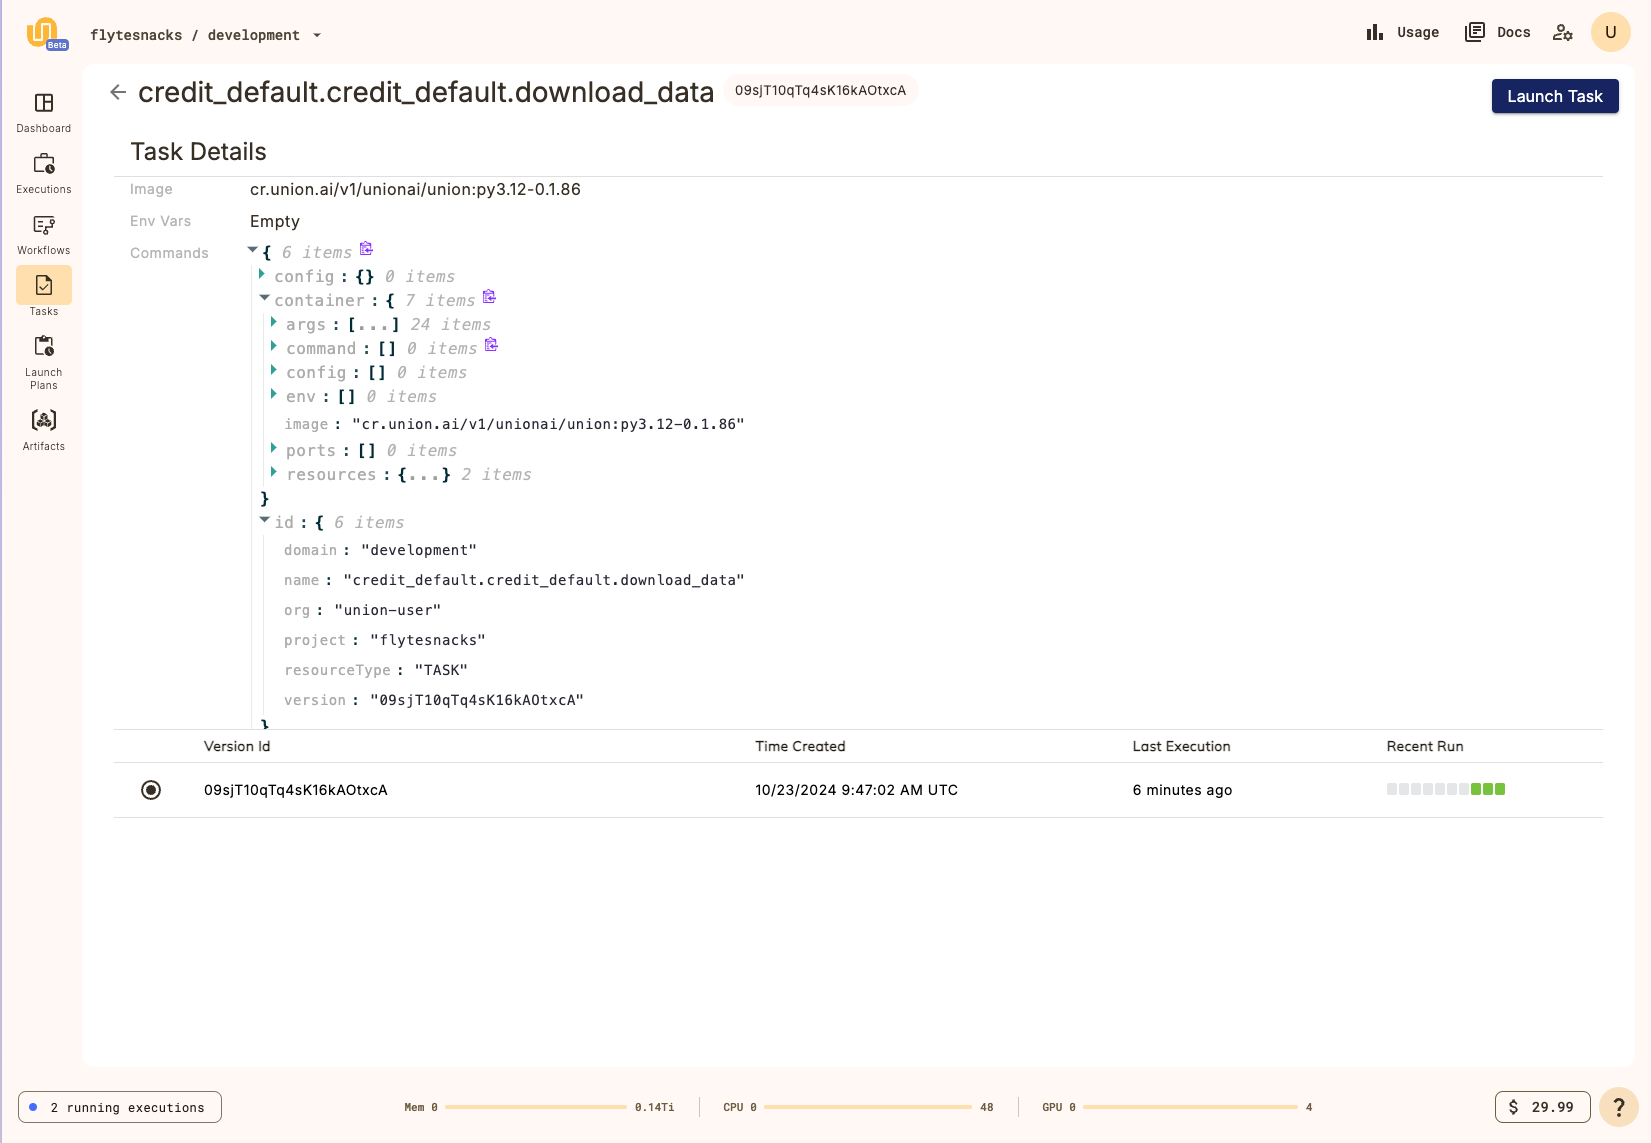 Beta
flytesnacks / development
Usage
Docs
U
Dashboard
Executions
Workflows
Tasks
Launch
Plans
Artifacts
credit_default.credit_default.download_data 09sjT10qTq4sK16kAOtxcA
Launch Task
Task Details
Image cr.union.ai/v1/unionai/union:py3.12-0.1.86
Env Vars Empty
Commands { 6 items
config : {} 0 items
container : { 7 items
args : [...] 24 items
command : [] 0 items
config : [] 0 items
env : [] 0 items
image : "cr.union.ai/v1/unionai/union:py3.12-0.1.86"
ports : [] 0 items
resources : {...} 2 items
}
id : { 6 items
domain : "development"
name : "credit_default.credit_default.download_data"
org : "union-user"
project : "flytesnacks"
resourceType : "TASK"
version : "09sjT10qTq4sK16kAOtxcA"
}
Version Id Time Created Last Execution Recent Run
09sjT10qTq4sK16kAOtxcA 10/23/2024 9:47:02 AM UTC 6 minutes ago
2 running executions
Mem 0 0.14Ti CPU 0 48 GPU 0 4
$ 29.99
?